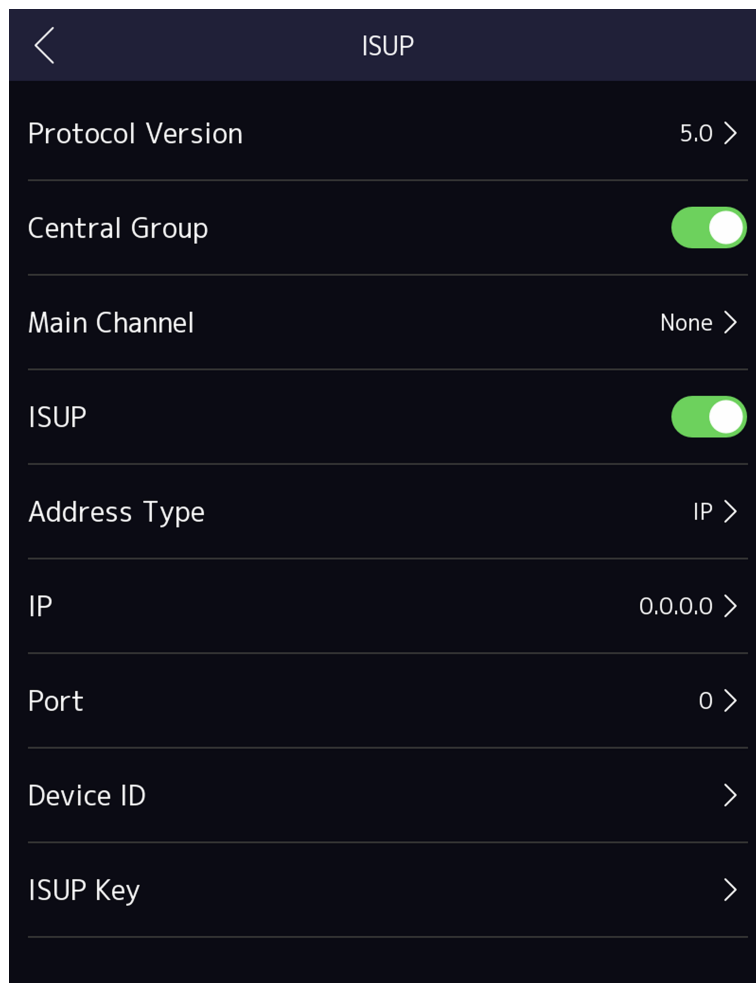 ISUP
Protocol Version 5.0
Central Group
Main Channel None
ISUP
Address Type IP
IP 0.0.0.0
Port 0
Device ID
ISUP Key